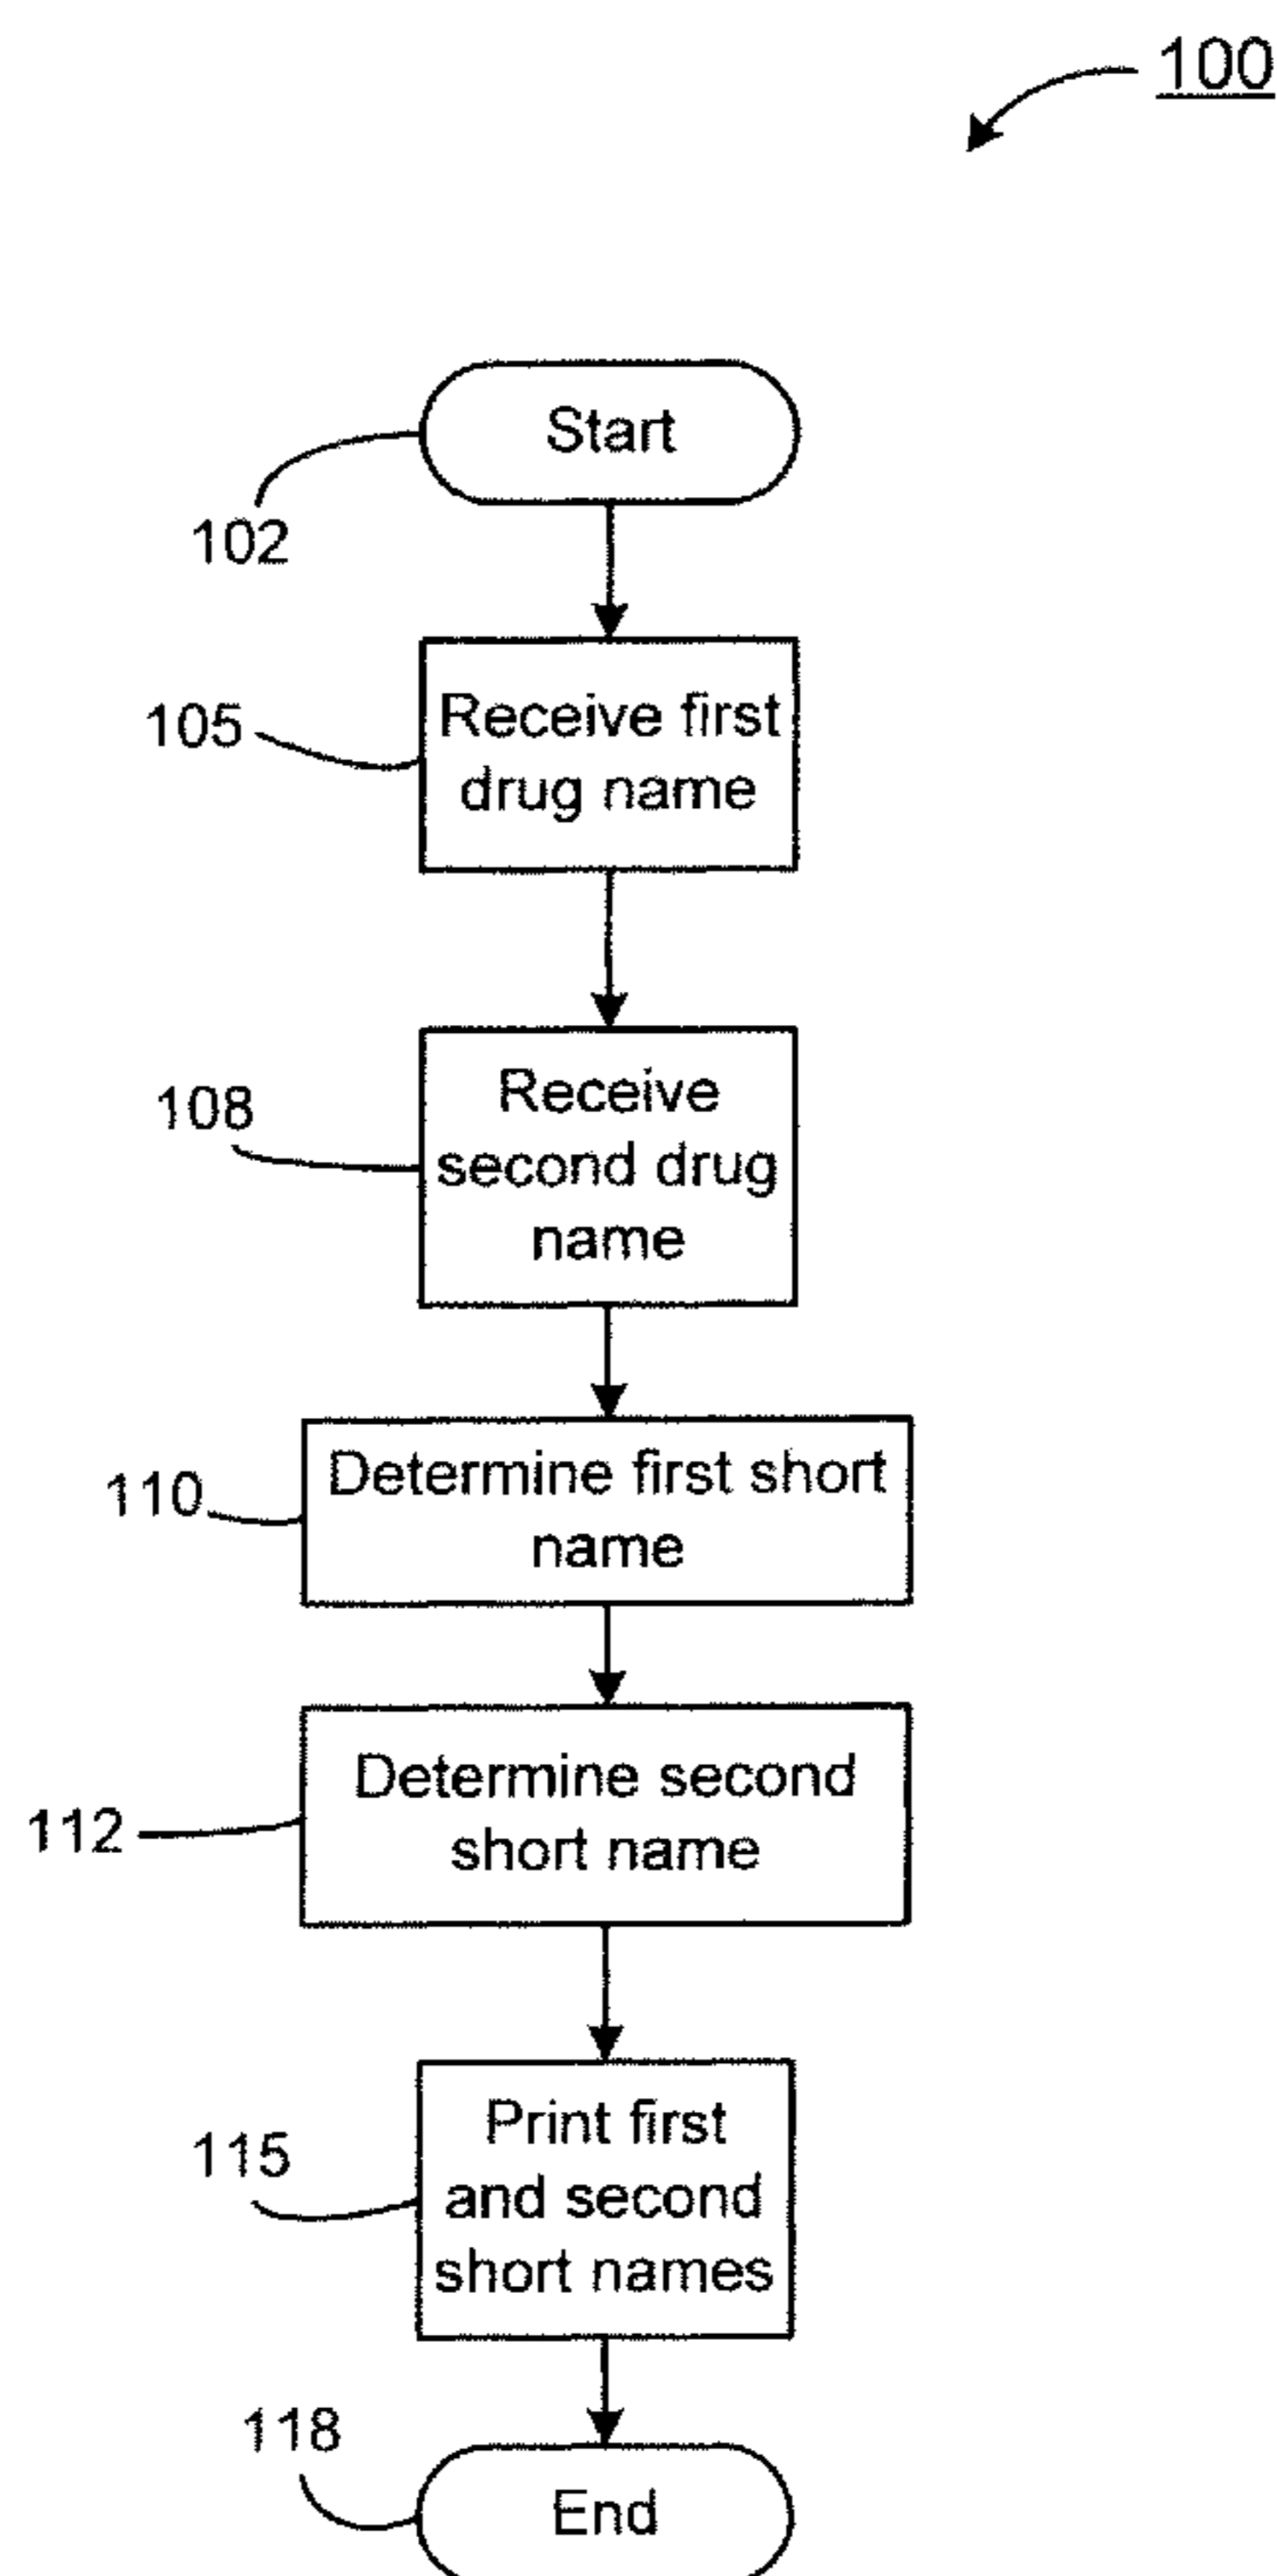 100
Start
102
Receive first
drug name
105
Receive
second drug
name
108
Determine first short
name
110
Determine second
short name
112
Print first
and second
short names
115
End
118